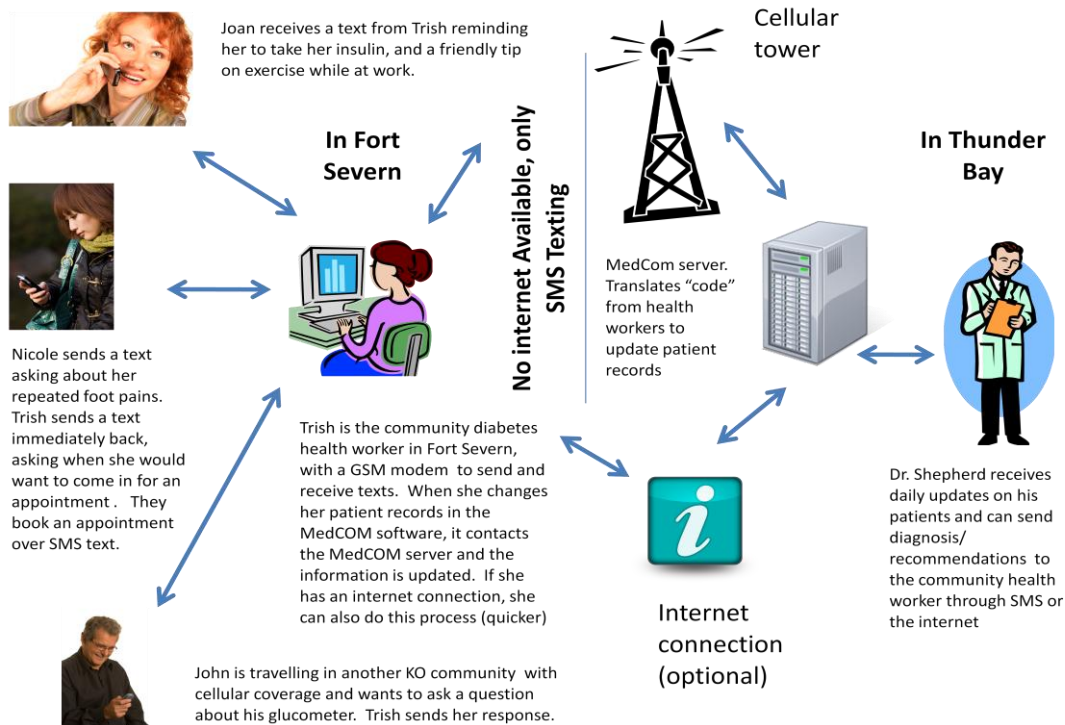 Joan receives a text from Trish reminding
her to take her insulin, and a friendly tip
on exercise while at work.
Cellular
tower
In Fort
Severn
No internet Available, only
SMS Texting
In Thunder
Bay
MedCom server.
Translates “code”
from health
workers to
update patient
records
Nicole sends a text
asking about her
repeated foot pains.
Trish sends a text
immediately back,
asking when she would
want to come in for an
appointment .   They
book an appointment
over SMS text.
Trish is the community diabetes
health worker in Fort Severn,
with a GSM modem  to send and
receive texts.  When she changes
her patient records in the
MedCOM software, it contacts
the MedCOM server and the
information is updated.  If she
has an internet connection, she
can also do this process (quicker)
i
Internet
connection
(optional)
Dr. Shepherd receives
daily updates on his
patients and can send
diagnosis/
recommendations  to
the community health
worker through SMS or
the internet
John is travelling in another KO community  with
cellular coverage and wants to ask a question
about his glucometer.  Trish sends her response.